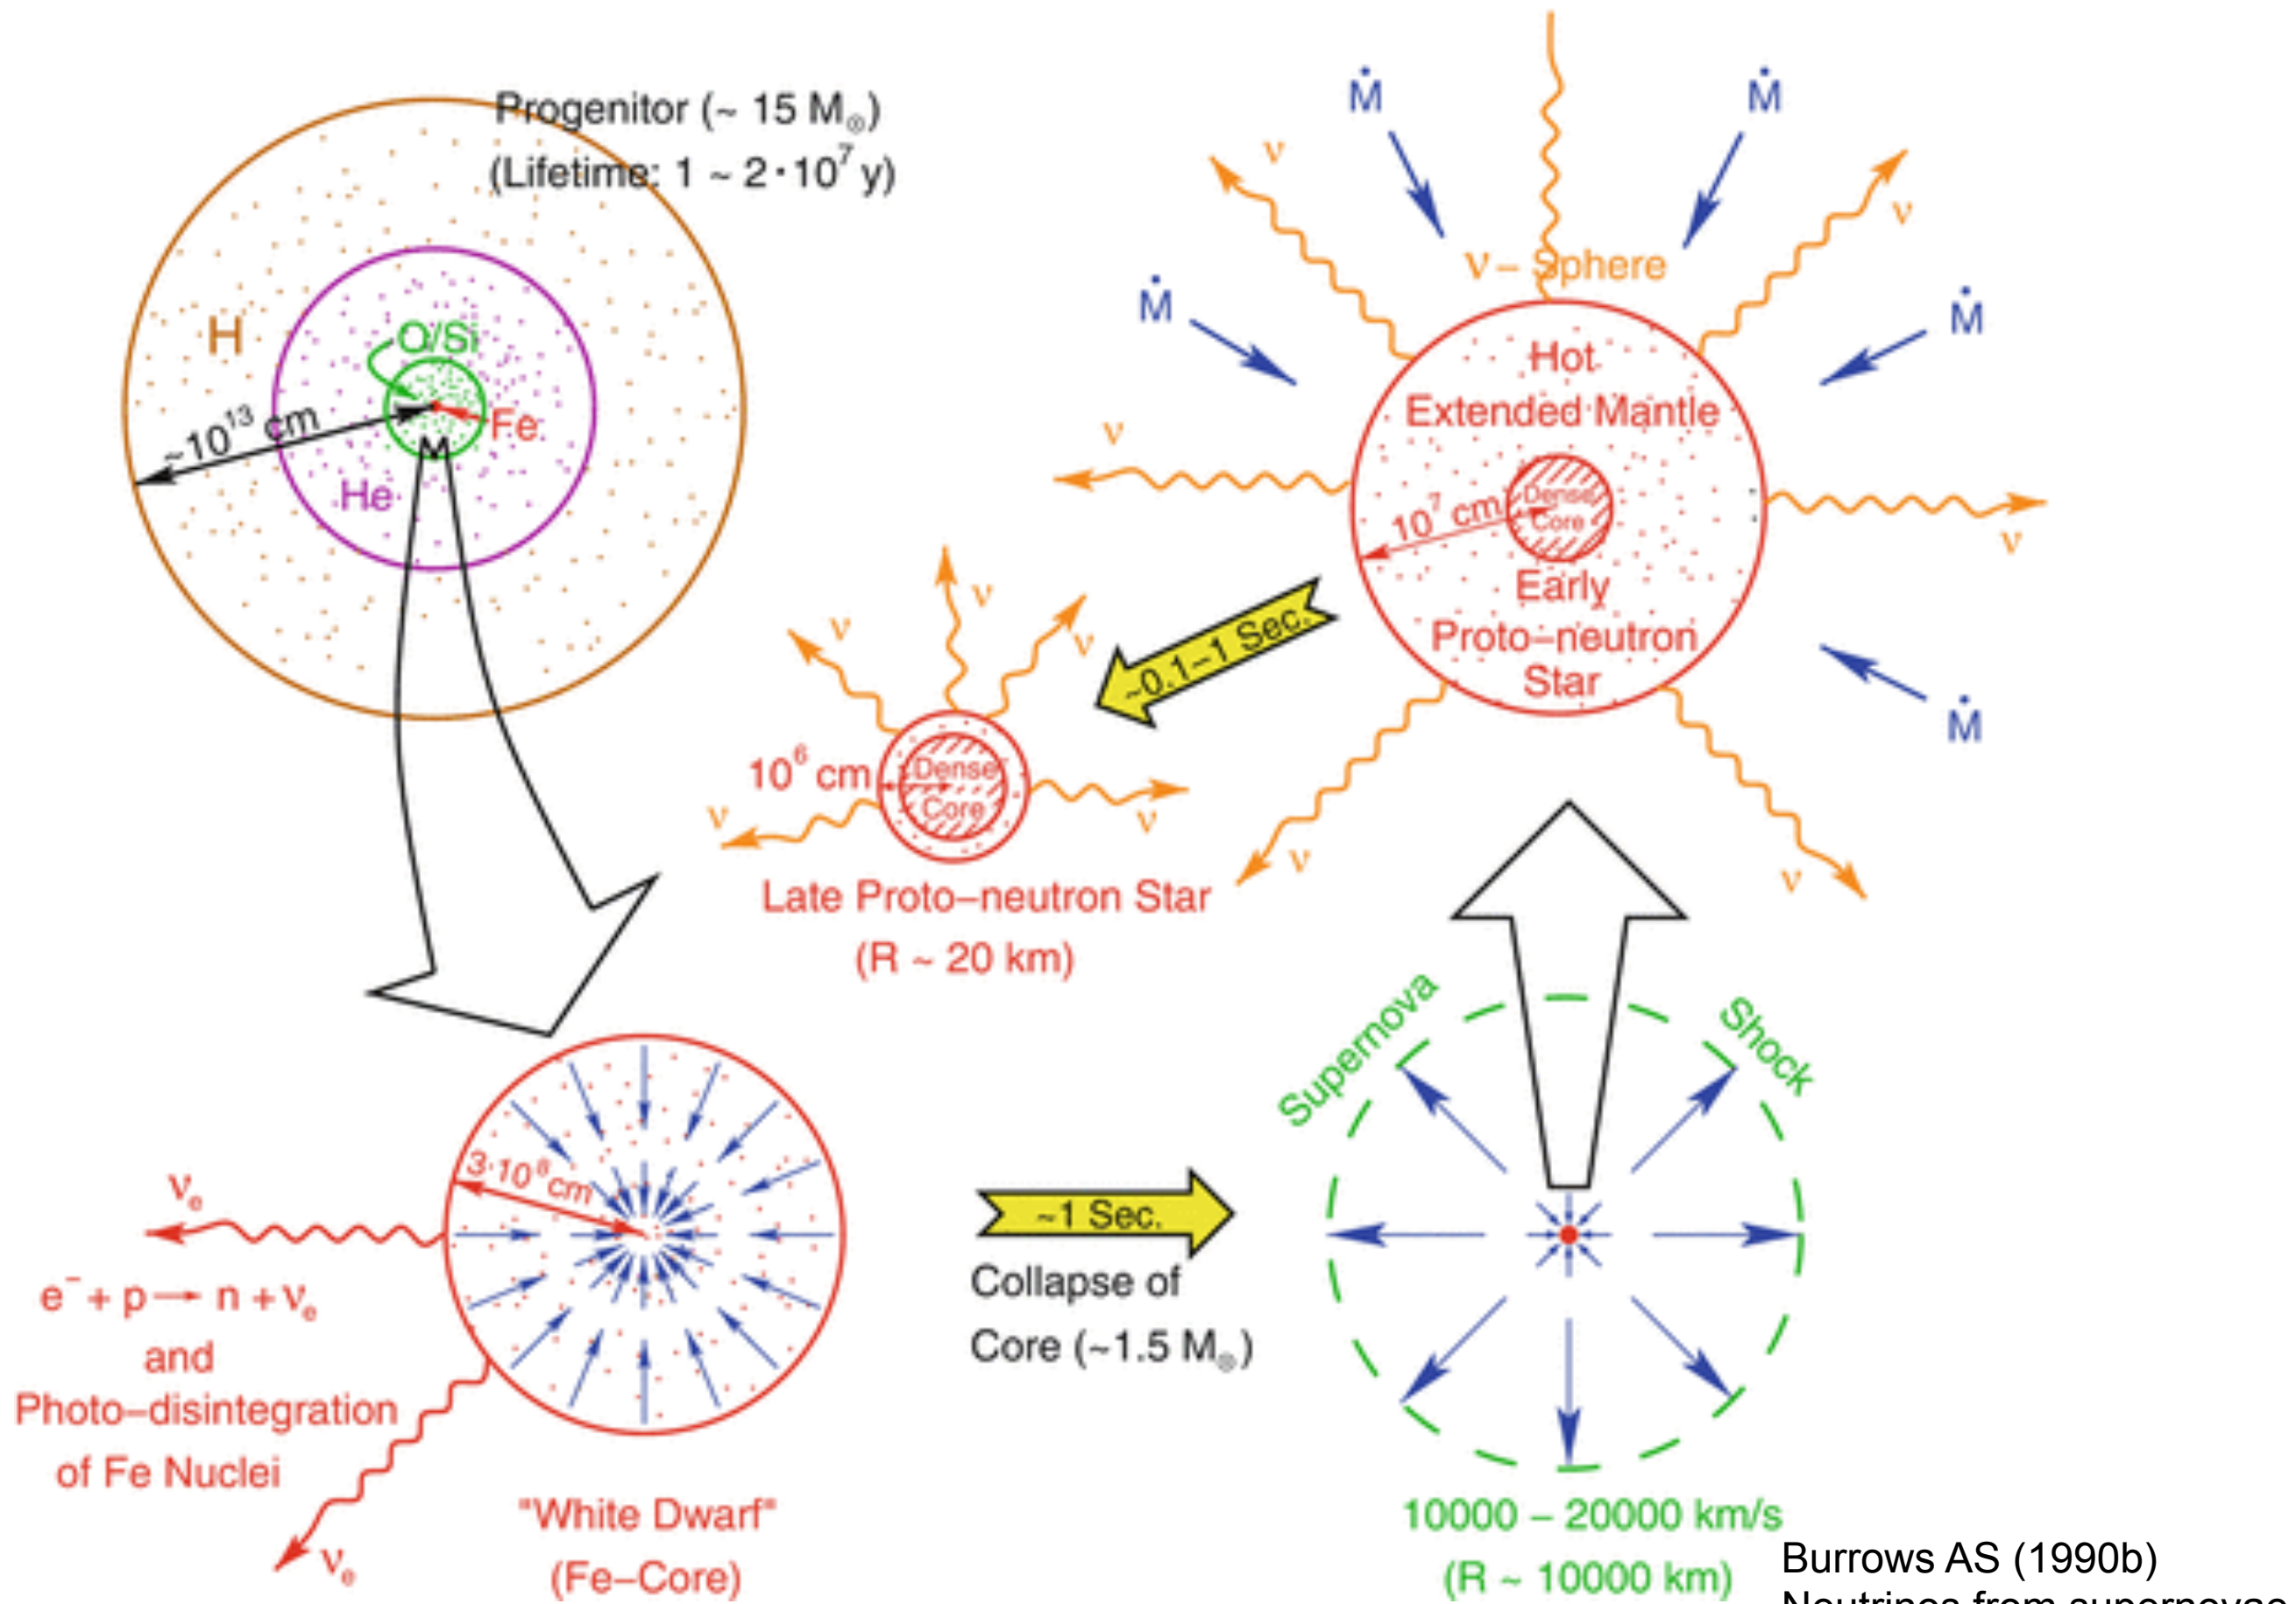 Progenitor (~ 15 M⊙)
(Lifetime: 1 ~ 2·10⁷ y)
H
O/Si
Fe
~10¹³ cm
He
Ṁ
Ṁ
ν
ν
ν – Sphere
Ṁ
Ṁ
Hot
Extended Mantle
ν
Dense
Core
10⁷ cm
ν
Early
Proto–neutron
Star
Ṁ
ν
ν
~0.1–1 Sec.
ν
ν
ν
10⁶ cm
Dense
Core
ν
ν
Late Proto–neutron Star
(R ~ 20 km)
Supernova
Shock
νₑ
3·10⁸ cm
~1 Sec.
e⁻ + p → n + νₑ
and
Photo–disintegration
of Fe Nuclei
Collapse of
Core (~1.5 M⊙)
νₑ
"White Dwarf"
(Fe–Core)
10000 – 20000 km/s
(R ~ 10000 km)
Burrows AS (1990b)
Neutrinos from supernovae